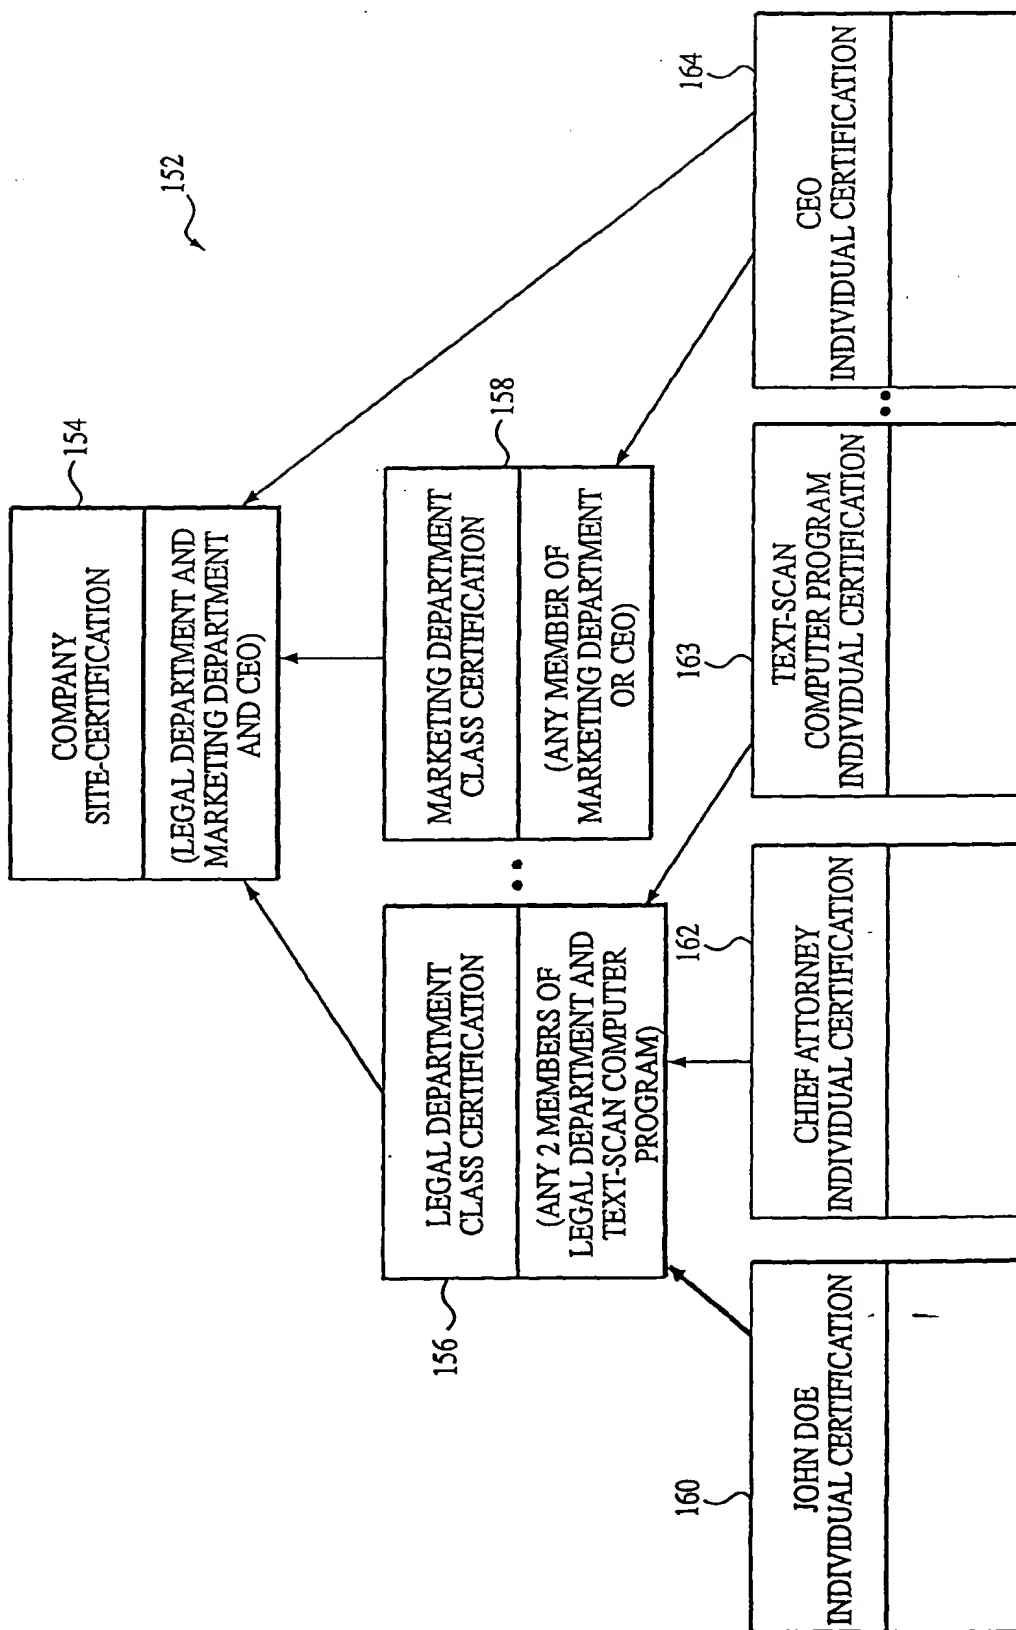 152
154
COMPANY
SITE-CERTIFICATION
(LEGAL DEPARTMENT AND
MARKETING DEPARTMENT
AND CEO)
156
LEGAL DEPARTMENT
CLASS CERTIFICATION
(ANY 2 MEMBERS OF
LEGAL DEPARTMENT AND
TEXT-SCAN COMPUTER
PROGRAM)
158
MARKETING DEPARTMENT
CLASS CERTIFICATION
(ANY MEMBER OF
MARKETING DEPARTMENT
OR CEO)
160
JOHN DOE
INDIVIDUAL CERTIFICATION
162
CHIEF ATTORNEY
INDIVIDUAL CERTIFICATION
163
TEXT-SCAN
COMPUTER PROGRAM
INDIVIDUAL CERTIFICATION
164
CEO
INDIVIDUAL CERTIFICATION